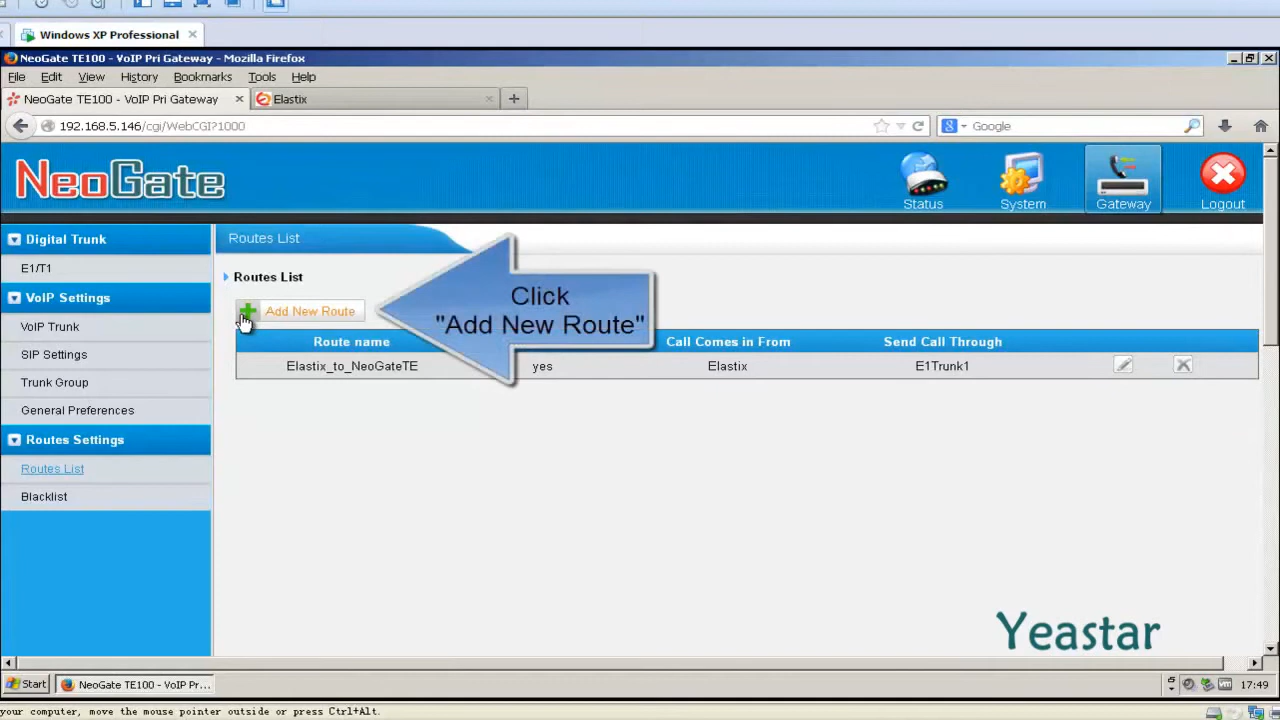 Windows XP Professional
NeoGate TE100 - VoIP Pri Gateway - Mozilla Firefox
File Edit View History Bookmarks Tools Help
NeoGate TE100 - VoIP Pri Gateway
Elastix
192.168.5.146/cgi/WebCGI?1000
Google
NeoGate
Status
System
Gateway
Logout
Digital Trunk
E1/T1
VoIP Settings
VoIP Trunk
SIP Settings
Trunk Group
General Preferences
Routes Settings
Routes List
Blacklist
Routes List
Routes List
Add New Route
Click
"Add New Route"
Route name Call Comes in From Send Call Through
Elastix_to_NeoGateTE yes Elastix E1Trunk1
Yeastar
Start
NeoGate TE100 - VoIP Pr...
17:49
your computer, move the mouse pointer outside or press Ctrl+Alt.